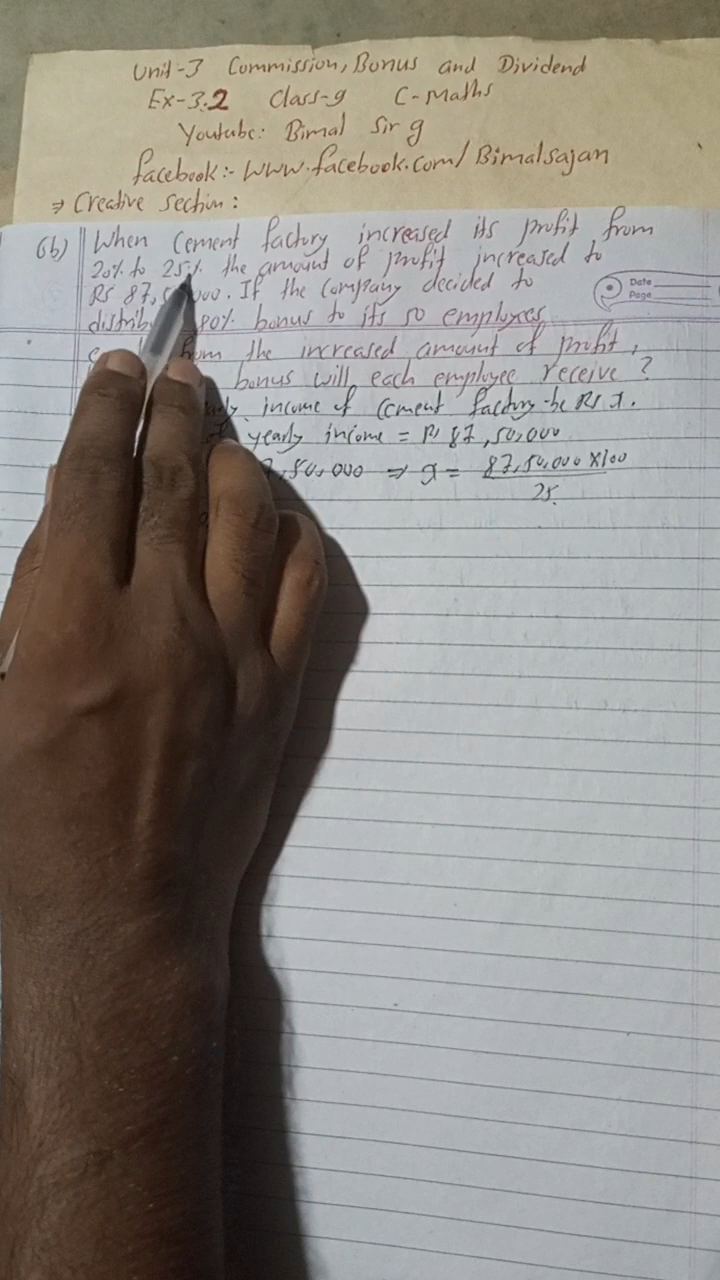 Unit-3 Commission, Bonus and Dividend
Ex-3.2 Class-9 C-Maths
Youtube: Bimal Sir g
facebook:- www.facebook.com/Bimalsajan
⇒ Creative section:
6b) When Cement factory increased its profit from
20% to 25% the amount of profit increased to
Rs 87, 000. If the company decided to
Date
Page
80% bonus to its 50 employees
from the increased amount of profit,
bonus will each employee receive?
income of Cement factory be Rs x.
yearly income = Rs 87,50,000
,50,000 ⇒ x = 87,50,000 x100
25